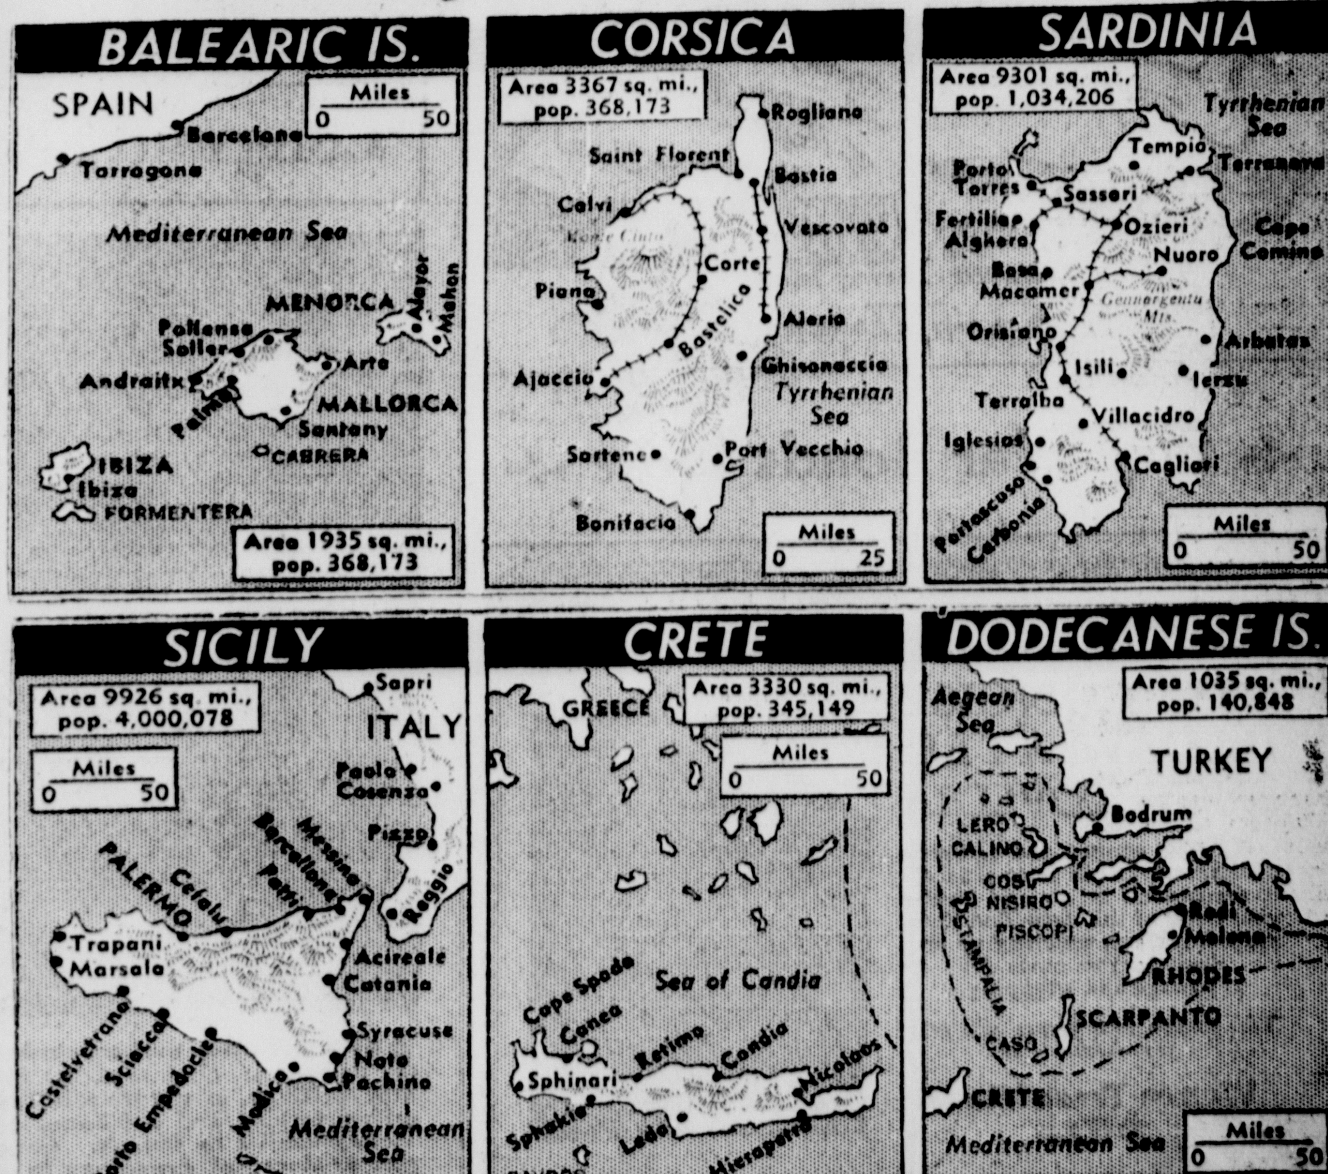 BALEARIC IS.
SPAIN
Miles
0 50
Barcelona
Tarragona
Mediterranean Sea
MENORCA
Alayor
Mahon
Pollensa
Soller
Arta
Andraitx
Palma
MALLORCA
Santany
CABRERA
IBIZA
Ibiza
FORMENTERA
Area 1935 sq. mi.,
pop. 368,173
CORSICA
Area 3367 sq. mi.,
pop. 368,173
Rogliano
Saint Florent
Bastia
Calvi
Vescovato
Monte Cinto
Corte
Piana
Bastelica
Aleria
Ghisonaccia
Ajaccio
Tyrrhenian
Sea
Sartene
Port Vecchio
Bonifacio
Miles
0 25
SARDINIA
Area 9301 sq. mi.,
pop. 1,034,206
Tyrrhenian
Sea
Tempio
Terranova
Porto
Torres
Sassari
Fertilia
Alghero
Ozieri
Cape
Comino
Nuoro
Bosa
Macomer
Gennargentu
Mts.
Oristano
Arbatax
Isili
Ierzu
Terralba
Villacidro
Iglesias
Cagliari
Portoscuso
Carbonia
Miles
0 50
SICILY
Area 9926 sq. mi.,
pop. 4,000,078
Sapri
ITALY
Miles
0 50
Paola
Cosenza
Pizzo
Messina
Barcellona
Patti
Cefalu
PALERMO
Reggio
Trapani
Marsala
Acireale
Catania
Syracuse
Noto
Pachino
Castelvetrano
Sciacca
Porto Empedocle
Modica
Mediterranean
Sea
CRETE
Area 3330 sq. mi.,
pop. 345,149
GREECE
Miles
0 50
Sea of Candia
Cape Spada
Canea
Retimo
Candia
Nicolaos
Sphinari
Sphakia
Leda
Hierapetra
DODECANESE IS.
Area 1035 sq. mi.,
pop. 140,848
Aegean
Sea
TURKEY
Bodrum
LERO
CALINO
COS
NISIRO
PISCOPI
STAMPALIA
Rodi
Malona
RHODES
SCARPANTO
CASO
CRETE
Mediterranean Sea
Miles
0 50